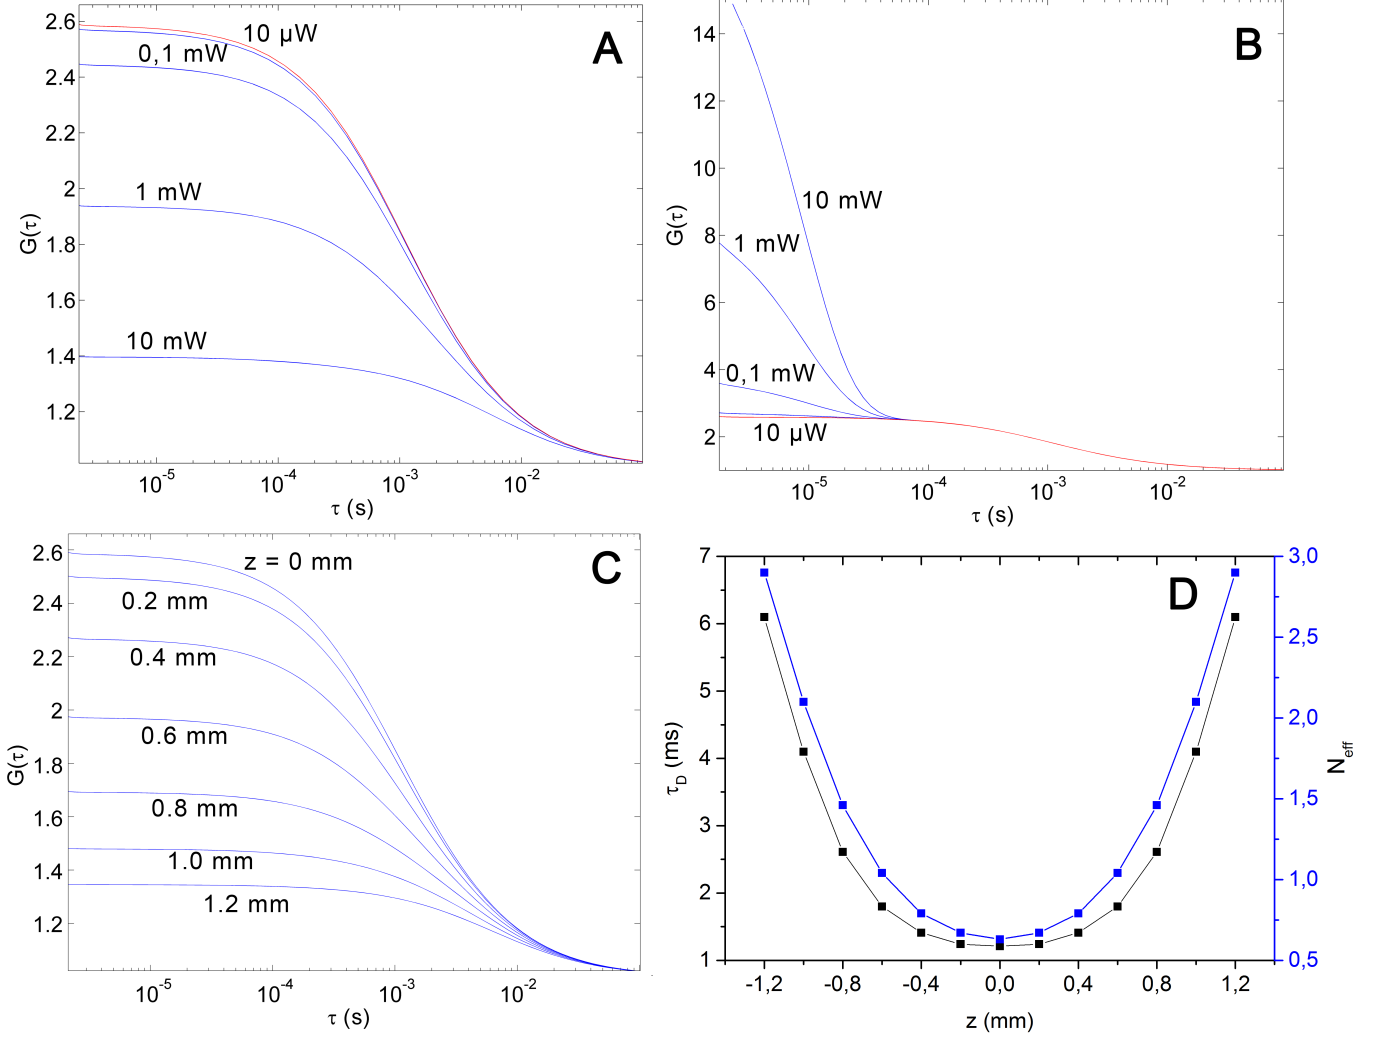 A
2.6
2.4
2.2
2
1.8
1.6
1.4
1.2
G(τ)
10 µW
0,1 mW
1 mW
10 mW
10⁻⁵
10⁻⁴
10⁻³
10⁻²
τ (s)
B
14
12
10
8
6
4
2
G(τ)
10 mW
1 mW
0,1 mW
10 µW
10⁻⁵
10⁻⁴
10⁻³
10⁻²
τ (s)
C
2.6
2.4
2.2
2
1.8
1.6
1.4
1.2
G(τ)
z = 0 mm
0.2 mm
0.4 mm
0.6 mm
0.8 mm
1.0 mm
1.2 mm
10⁻⁵
10⁻⁴
10⁻³
10⁻²
τ (s)
D
7
6
5
4
3
2
1
τD (ms)
3,0
2,5
2,0
1,5
1,0
0,5
Neff
-1,2
-0,8
-0,4
0,0
0,4
0,8
1,2
z (mm)